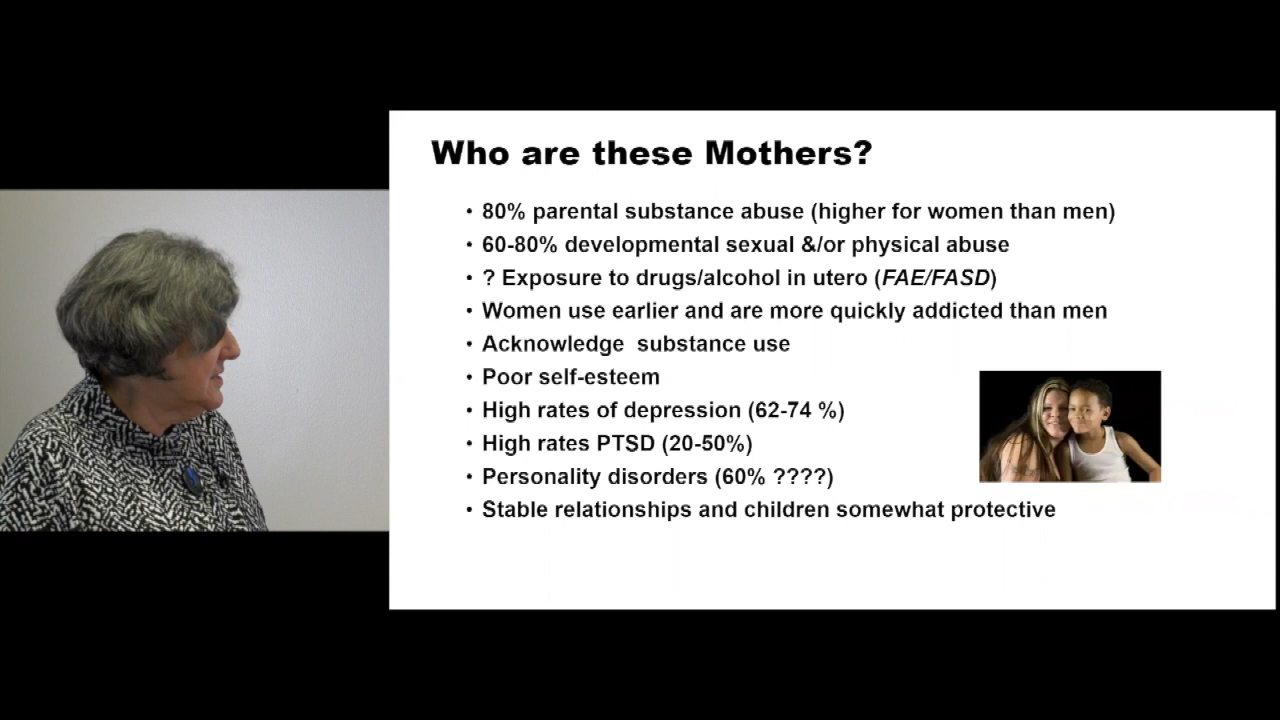 Who are these Mothers?
• 80% parental substance abuse (higher for women than men)
• 60-80% developmental sexual &/or physical abuse
• ? Exposure to drugs/alcohol in utero (FAE/FASD)
• Women use earlier and are more quickly addicted than men
• Acknowledge  substance use
• Poor self-esteem
• High rates of depression (62-74 %)
• High rates PTSD (20-50%)
• Personality disorders (60% ????)
• Stable relationships and children somewhat protective